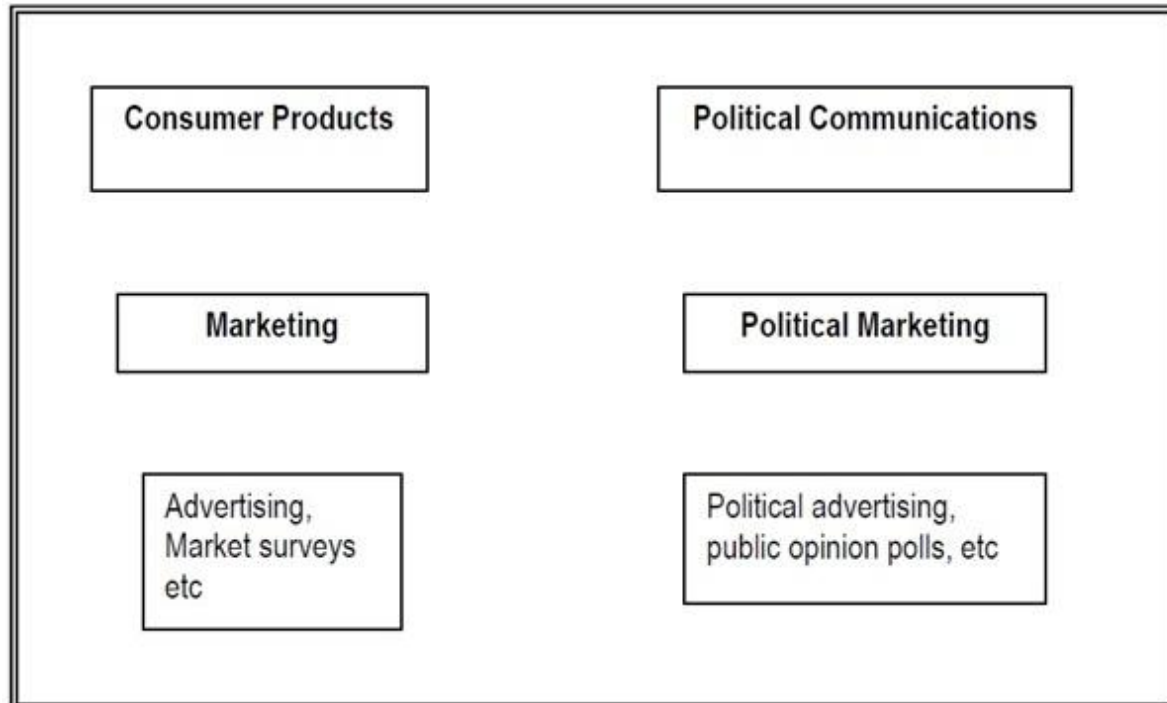 Consumer Products
Political Communications
Marketing
Political Marketing
Advertising,
Market surveys
etc
Political advertising,
public opinion polls, etc